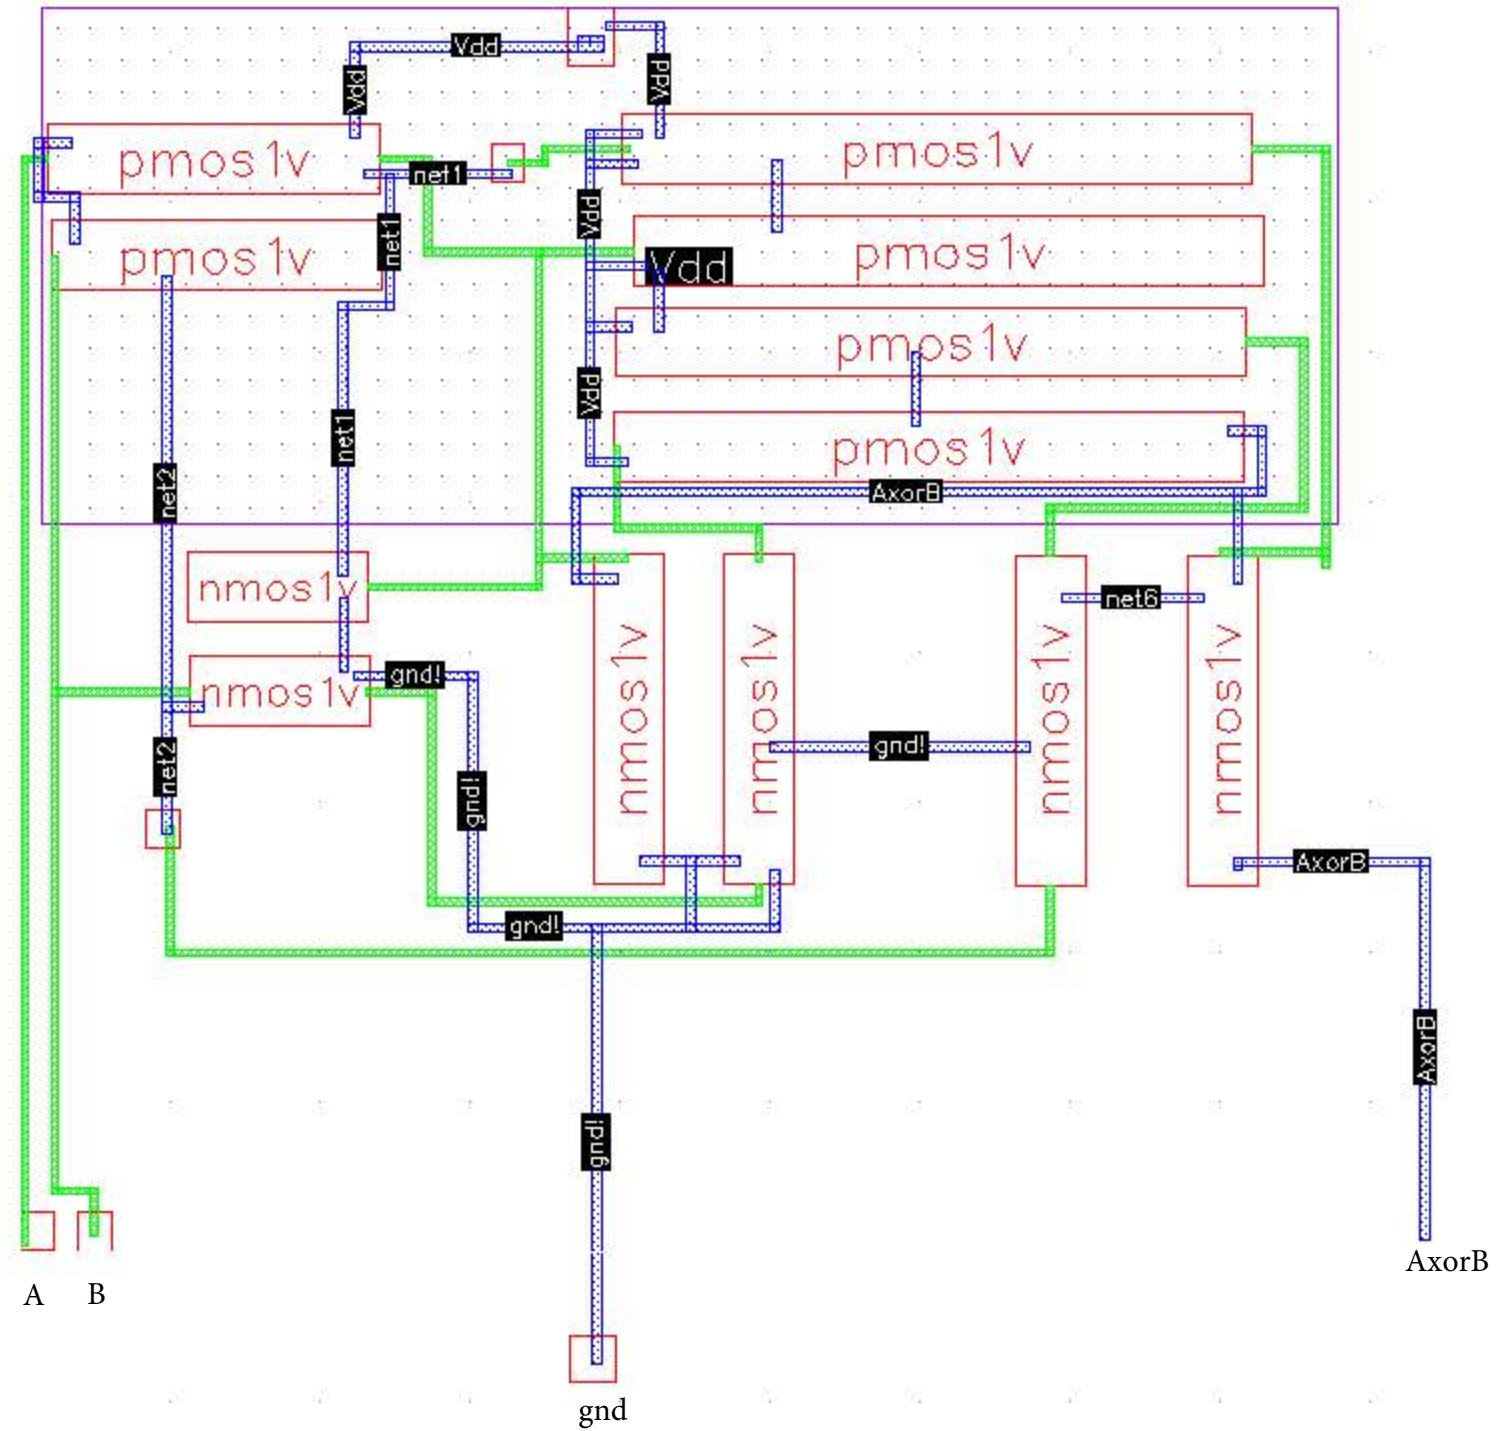 Vdd
Vdd
Vdd
pmos1v
pmos1v
net1
Vdd
net1
pmos1v
pmos1v
Vdd
pmos1v
Vdd
net1
pmos1v
net2
AxorB
nmos1v
net6
nmos1v
gnd!
nmos1v
nmos1v
nmos1v
nmos1v
gnd!
net2
gnd!
AxorB
gnd!
AxorB
gnd!
A
B
AxorB
gnd